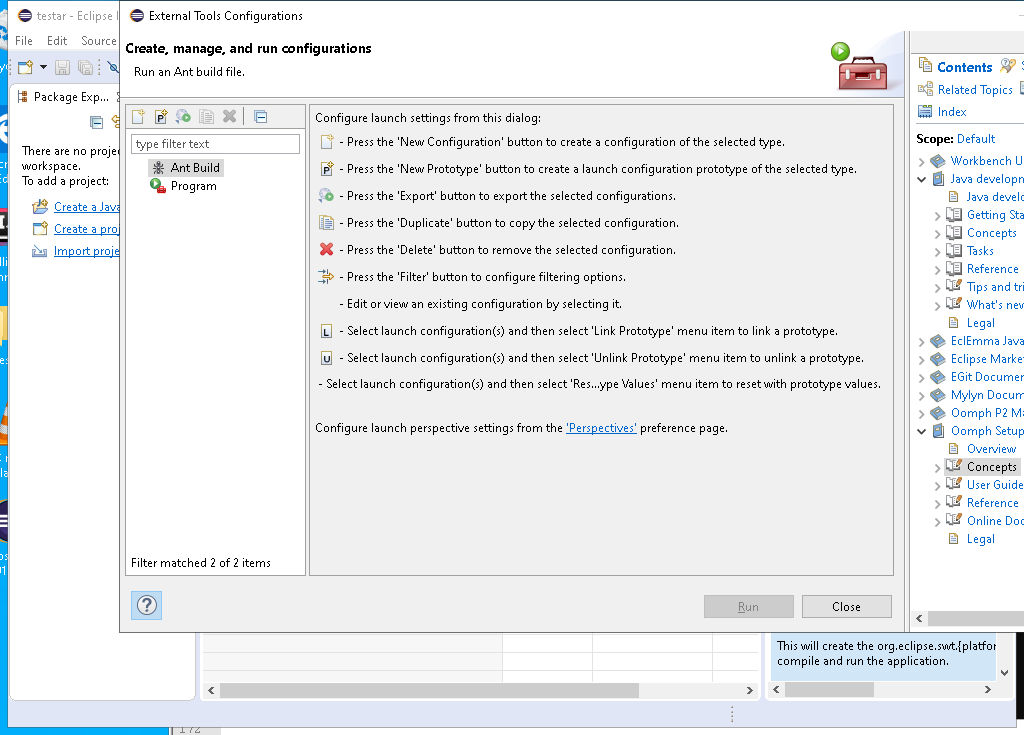 testar - Eclipse
File Edit Source
Package Exp...
There are no
workspace.
To add a project:
Create a Java
Create a
Import
External Tools Configurations
Create, manage, and run configurations
Run an Ant build file.
type filter text
Ant Build
Program
Filter matched 2 of 2 items
Configure launch settings from this dialog:
- Press the 'New Configuration' button to create a configuration of the selected type.
P - Press the 'New Prototype' button to create a launch configuration prototype of the selected type.
- Press the 'Export' button to export the selected configurations.
- Press the 'Duplicate' button to copy the selected configuration.
- Press the 'Delete' button to remove the selected configuration.
- Press the 'Filter' button to configure filtering options.
- Edit or view an existing configuration by selecting it.
L - Select launch configuration(s) and then select 'Link Prototype' menu item to link a prototype.
U - Select launch configuration(s) and then select 'Unlink Prototype' menu item to unlink a prototype.
- Select launch configuration(s) and then select 'Res...ype Values' menu item to reset with prototype values.
Configure launch perspective settings from the 'Perspectives' preference page.
?
Run Close
Contents
Related Topics
Index
Scope: Default
Workbench U
Java developn
Java develo
Getting Sta
Concepts
Tasks
Reference
Tips and tri
What's new
Legal
EclEmma Java
Eclipse Marke
EGit Documen
Mylyn Docum
Oomph P2 Ma
Oomph Setup
Overview
Concepts
User Guide
Reference
Online Doc
Legal
This will create the org.eclipse.swt.{platfor
compile and run the application.